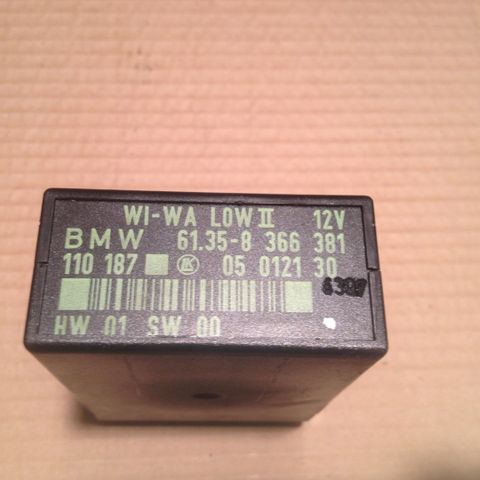 WI-WA LOW II 12V
BMW 61.35-8 366 381
110 187 05 0121 30
HW 01 SW 00